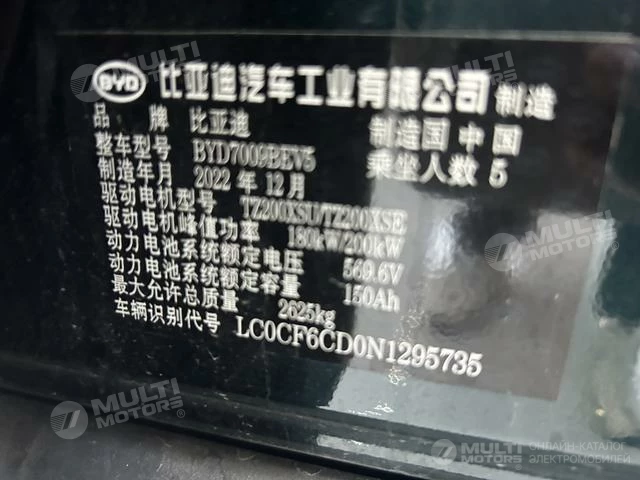 BYD 比亚迪汽车工业有限公司 制造
品牌 比亚迪 制造国 中国
整车型号 BYD7009BEV5 乘坐人数 5
制造年月 2022 年 12 月
驱动电机型号 TZ200XSU/TZ200XSE
驱动电机峰值功率 180kW/200kW
动力电池系统额定电压 569.6V
动力电池系统额定容量 150Ah
最大允许总质量 2625kg
车辆识别代号 LC0CF6CD0N1295735
MULTI MOTORS
MULTI MOTORS
MULTI MOTORS
MULTI MOTORS
MULTI MOTORS ОНЛАЙН-КАТАЛОГ ЭЛЕКТРОМОБИЛЕЙ